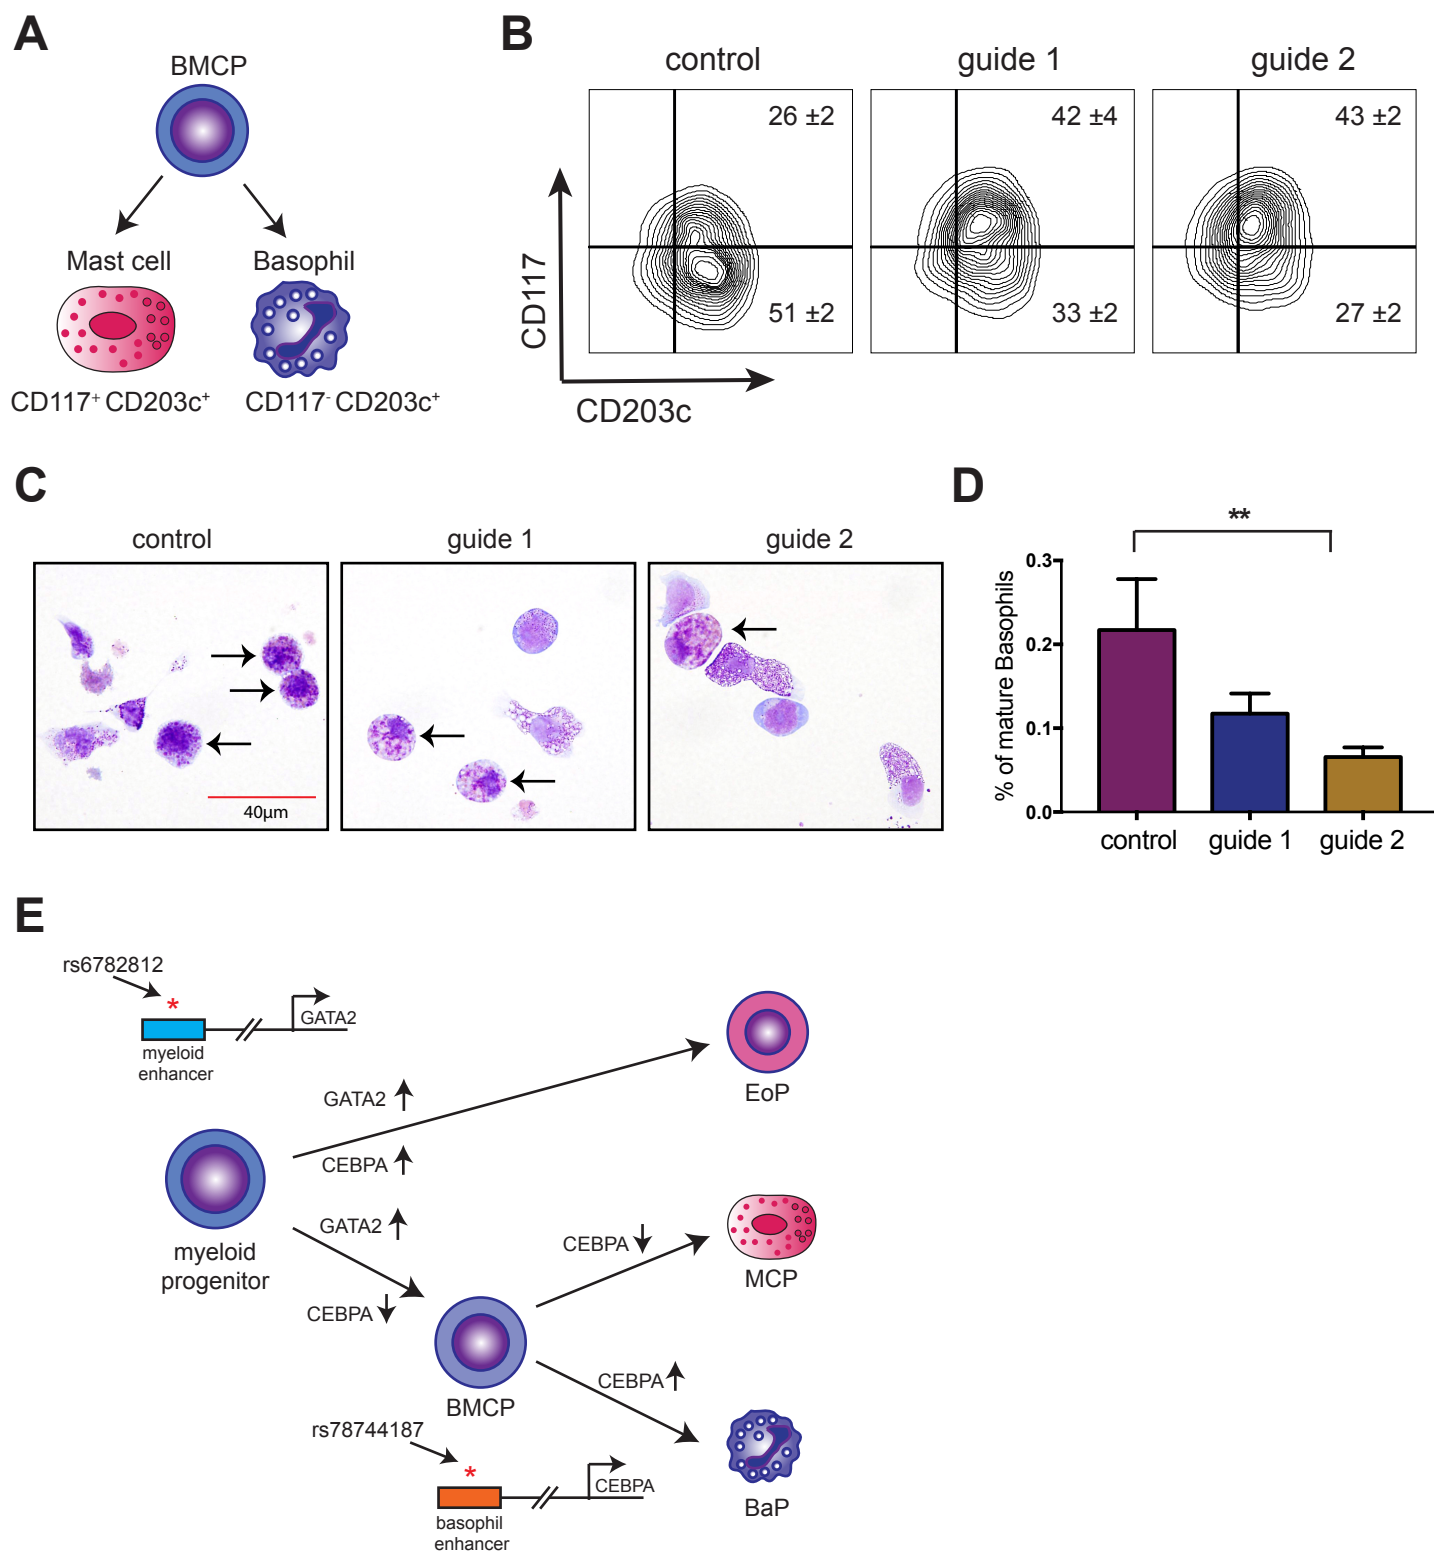 A
BMCP
Mast cell
Basophil
CD117⁺ CD203c⁺
CD117⁻ CD203c⁺
B
control
guide 1
guide 2
26 ±2
42 ±4
43 ±2
51 ±2
33 ±2
27 ±2
CD117
CD203c
C
control
guide 1
guide 2
40µm
D
**
% of mature Basophils
0.3
0.2
0.1
0.0
control
guide 1
guide 2
E
rs6782812
*
GATA2
myeloid
enhancer
GATA2
CEBPA
EoP
myeloid
progenitor
GATA2
CEBPA
BMCP
CEBPA
MCP
CEBPA
BaP
rs78744187
*
CEBPA
basophil
enhancer